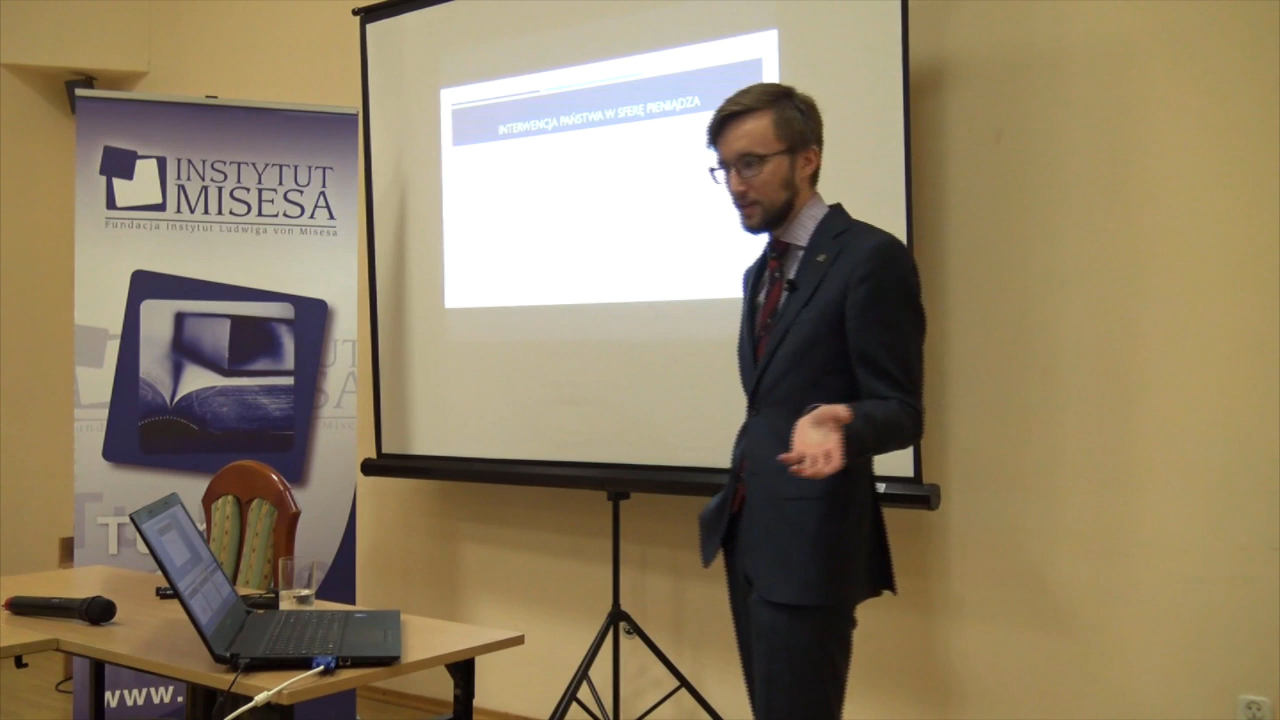 INSTYTUT
MISESA
Fundacja Instytut Ludwiga von Misesa
INTERWENCJA PAŃSTWA W SFERĘ PIENIĄDZA
www.